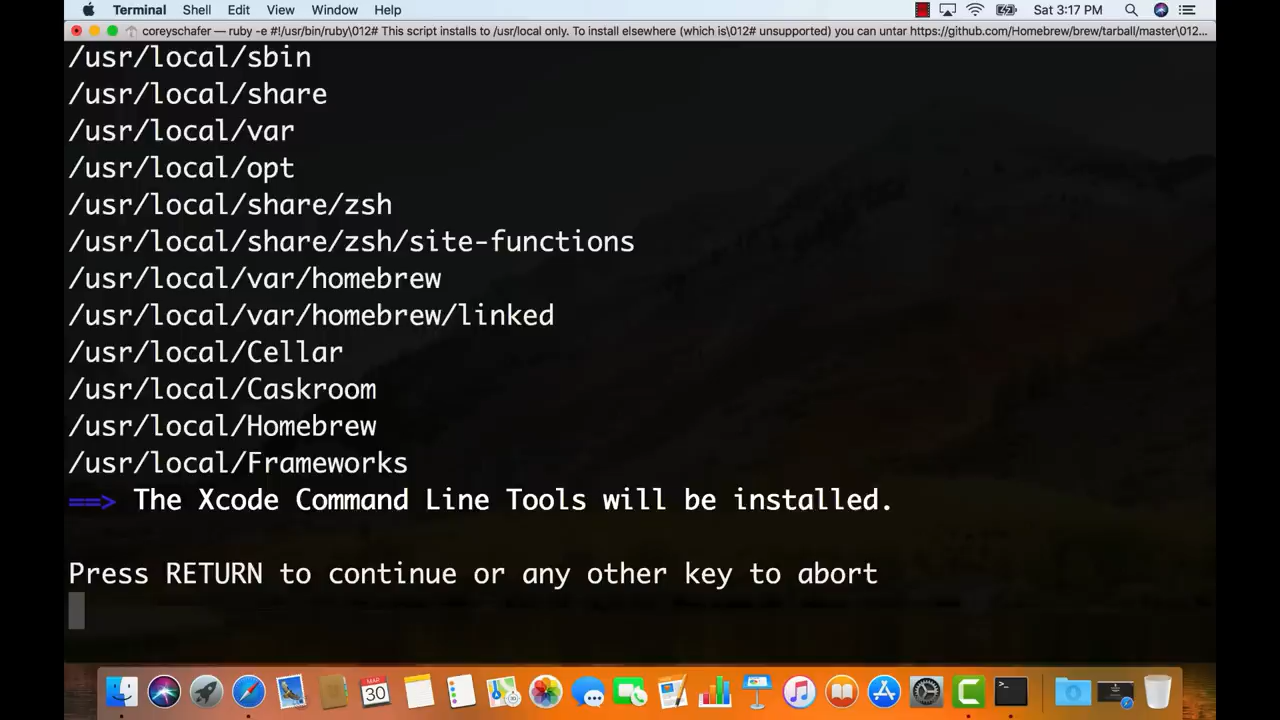 Terminal Shell Edit View Window Help Sat 3:17 PM
coreyschafer — ruby -e #!/usr/bin/ruby\012# This script installs to /usr/local only. To install elsewhere (which is\012# unsupported) you can untar https://github.com/Homebrew/brew/tarball/master\012...
/usr/local/sbin
/usr/local/share
/usr/local/var
/usr/local/opt
/usr/local/share/zsh
/usr/local/share/zsh/site-functions
/usr/local/var/homebrew
/usr/local/var/homebrew/linked
/usr/local/Cellar
/usr/local/Caskroom
/usr/local/Homebrew
/usr/local/Frameworks
==> The Xcode Command Line Tools will be installed.
Press RETURN to continue or any other key to abort
MAR
30